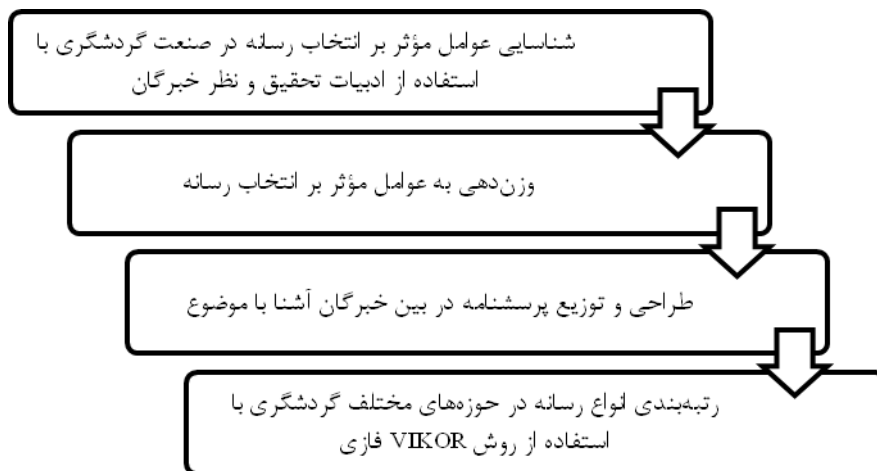 شناسایی عوامل مؤثر بر انتخاب رسانه در صنعت گردشگری با
استفاده از ادبیات تحقیق و نظر خبرگان
وزن‌دهی به عوامل مؤثر بر انتخاب رسانه
طراحی و توزیع پرسشنامه در بین خبرگان آشنا با موضوع
رتبه‌بندی انواع رسانه در حوزه‌های مختلف گردشگری با
استفاده از روش VIKOR فازی